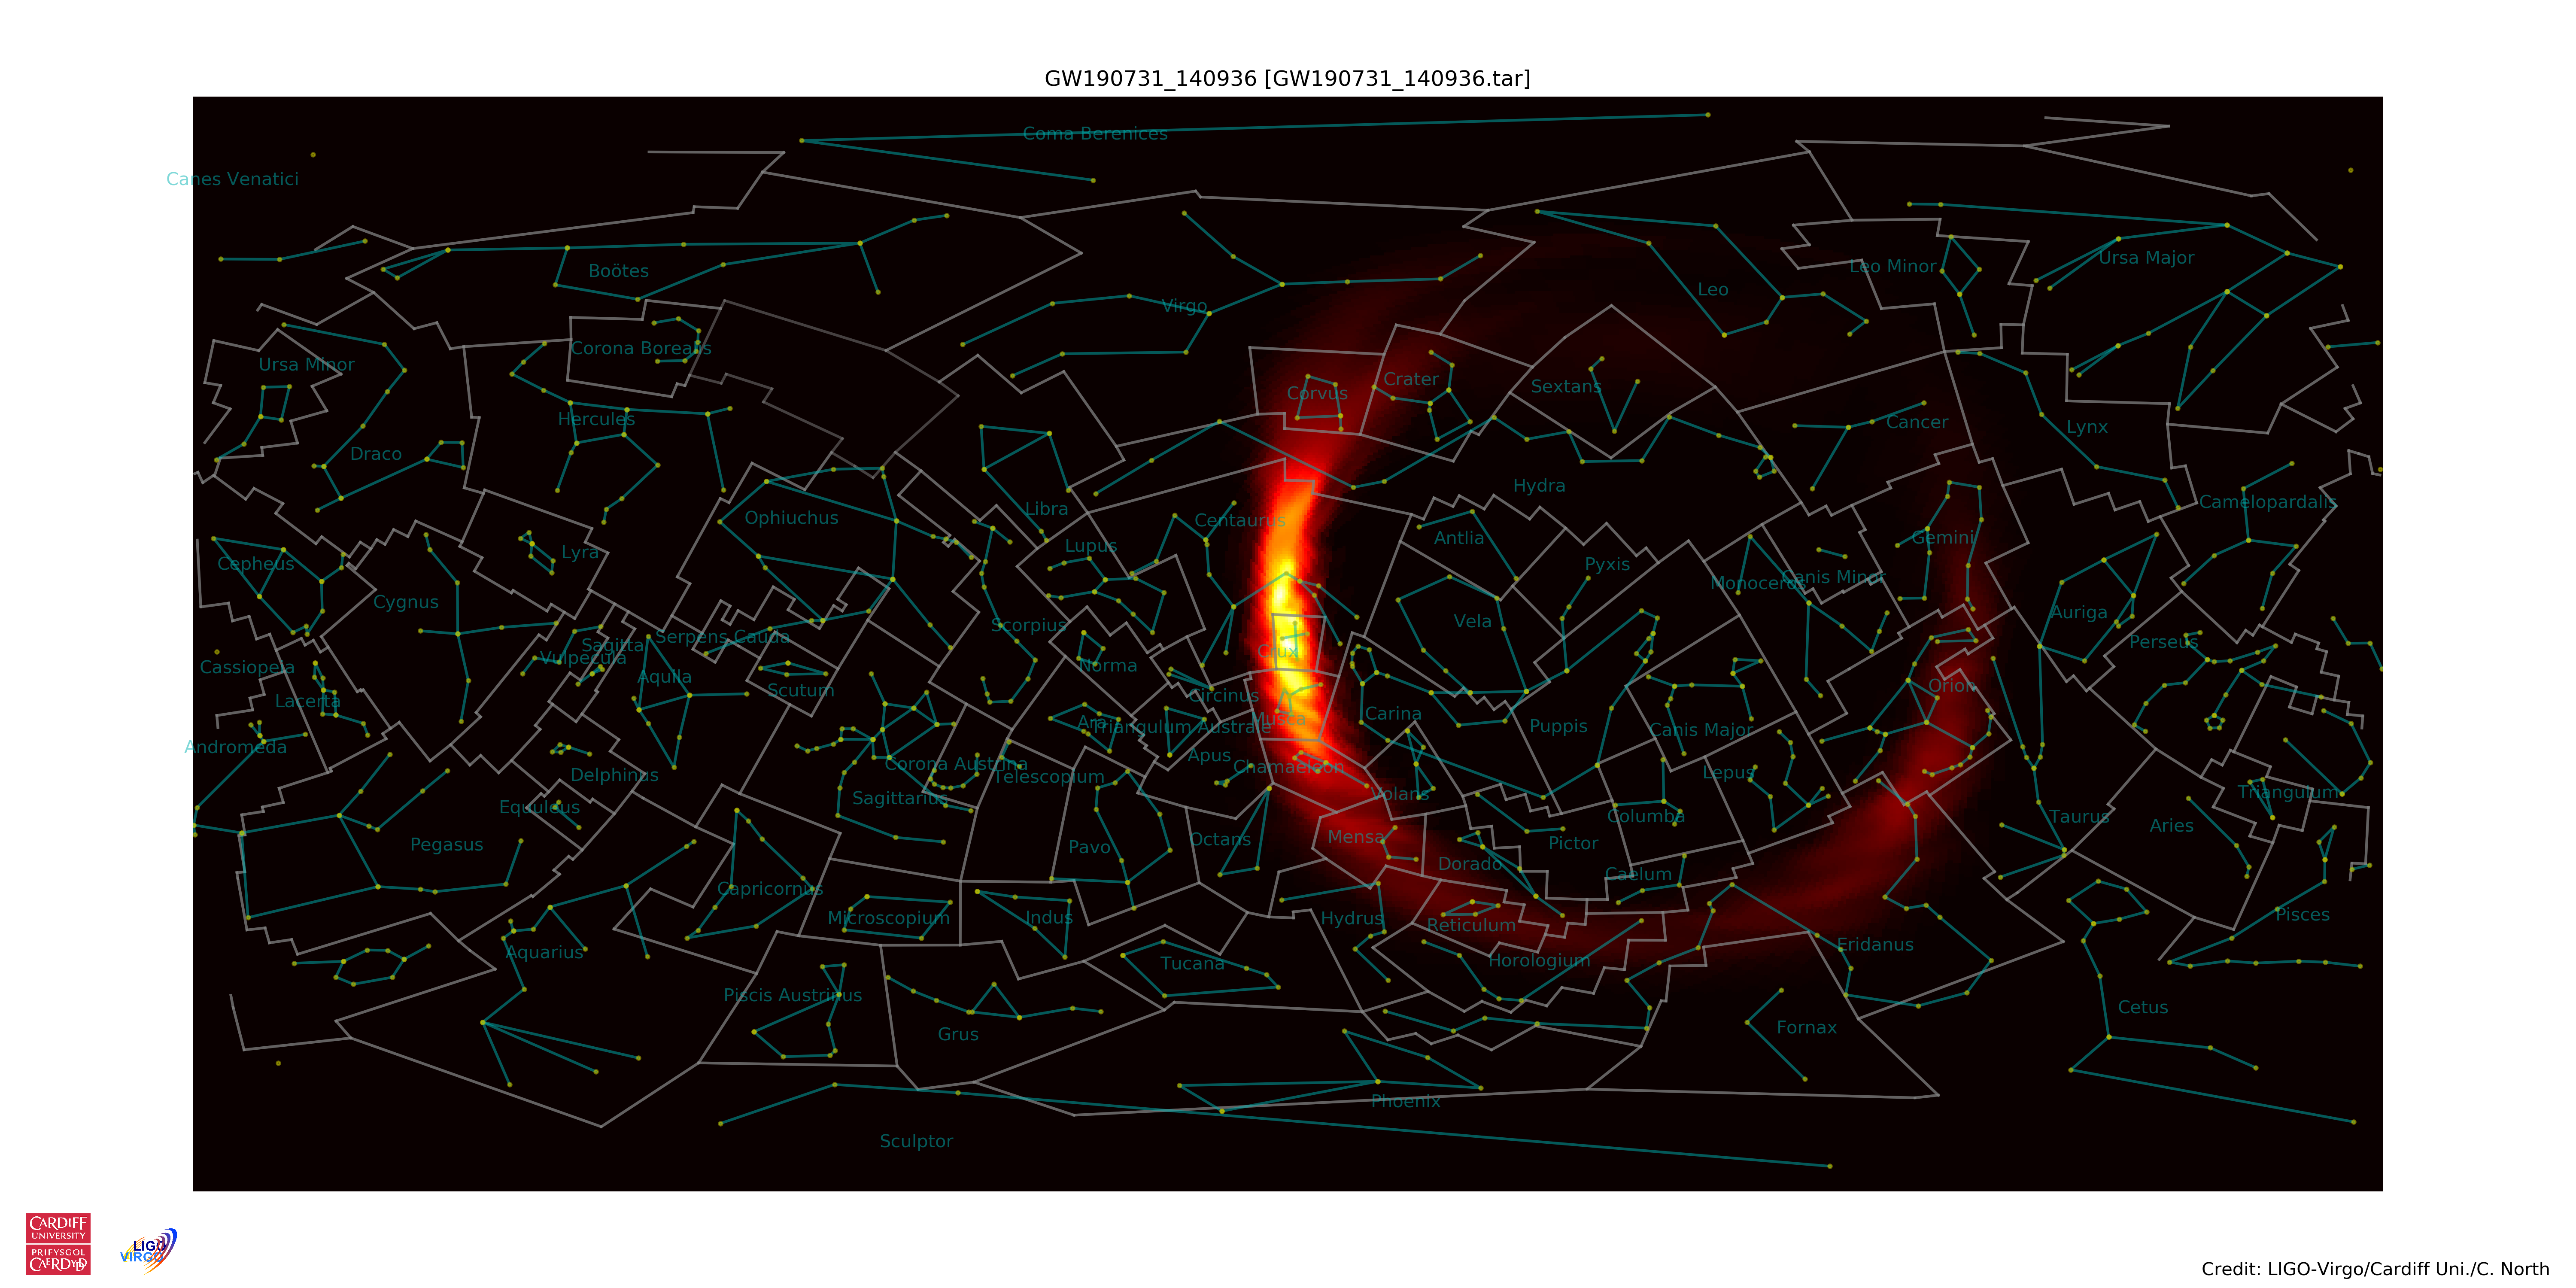 GW190731_140936 [GW190731_140936.tar]
Coma Berenices
Canes Venatici
Boötes
Ursa Major
Leo Minor
Leo
Virgo
Corona Borealis
Ursa Minor
Crater
Sextans
Corvus
Hercules
Cancer
Lynx
Draco
Hydra
Camelopardalis
Libra
Ophiuchus
Centaurus
Antlia
Gemini
Lupus
Lyra
Cepheus
Pyxis
Canis Minor
Monoceros
Cygnus
Auriga
Vela
Scorpius
Serpens Cauda
Perseus
Sagitta
Crux
Vulpecula
Norma
Cassiopeia
Aquila
Orion
Scutum
Circinus
Lacerta
Carina
Musca
Ara
Triangulum Australe
Puppis
Canis Major
Andromeda
Apus
Corona Austrina
Chamaeleon
Lepus
Delphinus
Telescopium
Triangulum
Volans
Sagittarius
Equuleus
Columba
Taurus
Aries
Mensa
Octans
Pictor
Pegasus
Pavo
Dorado
Caelum
Capricornus
Pisces
Microscopium
Indus
Hydrus
Reticulum
Eridanus
Aquarius
Horologium
Tucana
Piscis Austrinus
Cetus
Fornax
Grus
Phoenix
Sculptor
CARDIFF
UNIVERSITY
PRIFYSGOL
CAERDYDD
LIGO
VIRGO
Credit: LIGO-Virgo/Cardiff Uni./C. North